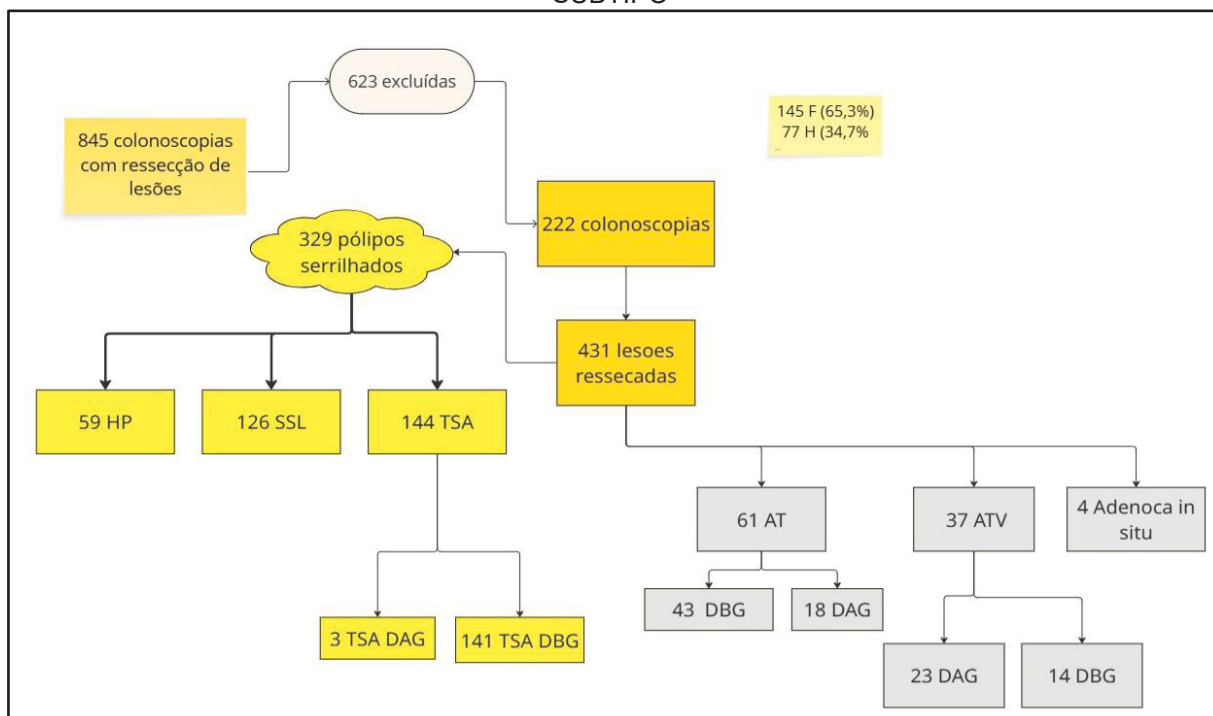 SUBTIPO
623 excluídas
145 F (65,3%)
77 H (34,7%
...
845 colonoscopias
com ressecção de
lesões
222 colonoscopias
329 pólipos
serrilhados
431 lesoes
ressecadas
59 HP
126 SSL
144 TSA
61 AT
37 ATV
4 Adenoca in
situ
43 DBG
18 DAG
3 TSA DAG
141 TSA DBG
23 DAG
14 DBG